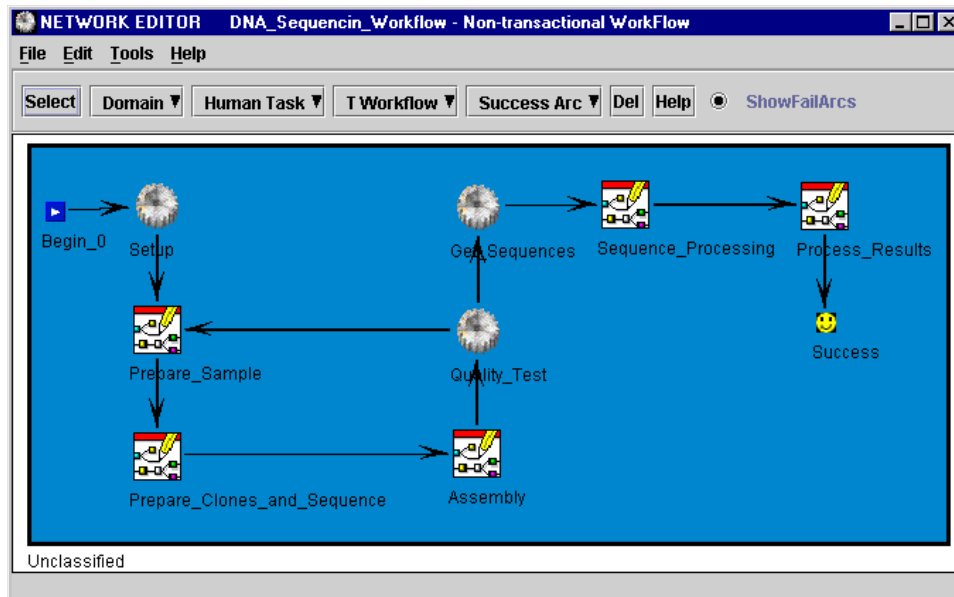 NETWORK EDITOR DNA_Sequencin_Workflow - Non-transactional WorkFlow
File Edit Tools Help
Select Domain Human Task T Workflow Success Arc Del Help ShowFailArcs
Begin_0 Setup Get_Sequences Sequence_Processing Process_Results
Success
Prepare_Sample Quality_Test
Prepare_Clones_and_Sequence Assembly
Unclassified